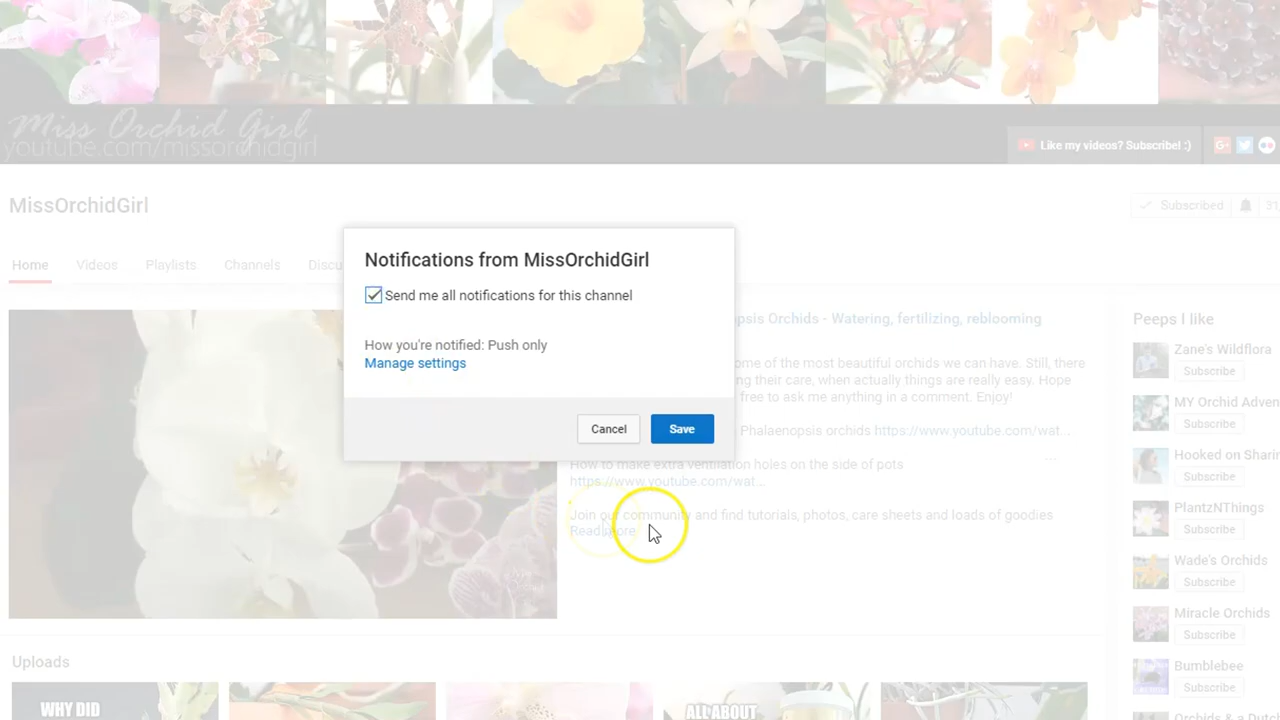 Miss Orchid Girl
youtube.com/missorchidgirl
Like my videos? Subscribe! :)
MissOrchidGirl
Subscribed
31,
Home
Videos
Playlists
Channels
Discu
Notifications from MissOrchidGirl
Send me all notifications for this channel
How you're notified: Push only
Manage settings
Cancel
Save
psis Orchids - Watering, fertilizing, reblooming
ome of the most beautiful orchids we can have. Still, there
ng their care, when actually things are really easy. Hope
free to ask me anything in a comment. Enjoy!
Phalaenopsis orchids https://www.youtube.com/wat...
How to make extra ventilation holes on the side of pots
https://www.youtube.com/wat...
Join our community and find tutorials, photos, care sheets and loads of goodies
Read more
Peeps I like
Zane's Wildflora
Subscribe
MY Orchid Adven
Subscribe
Hooked on Sharin
Subscribe
PlantzNThings
Subscribe
Wade's Orchids
Subscribe
Miracle Orchids
Subscribe
Bumblebee
Subscribe
Orchids & a Dutch
Uploads
WHY DID
ALL ABOUT